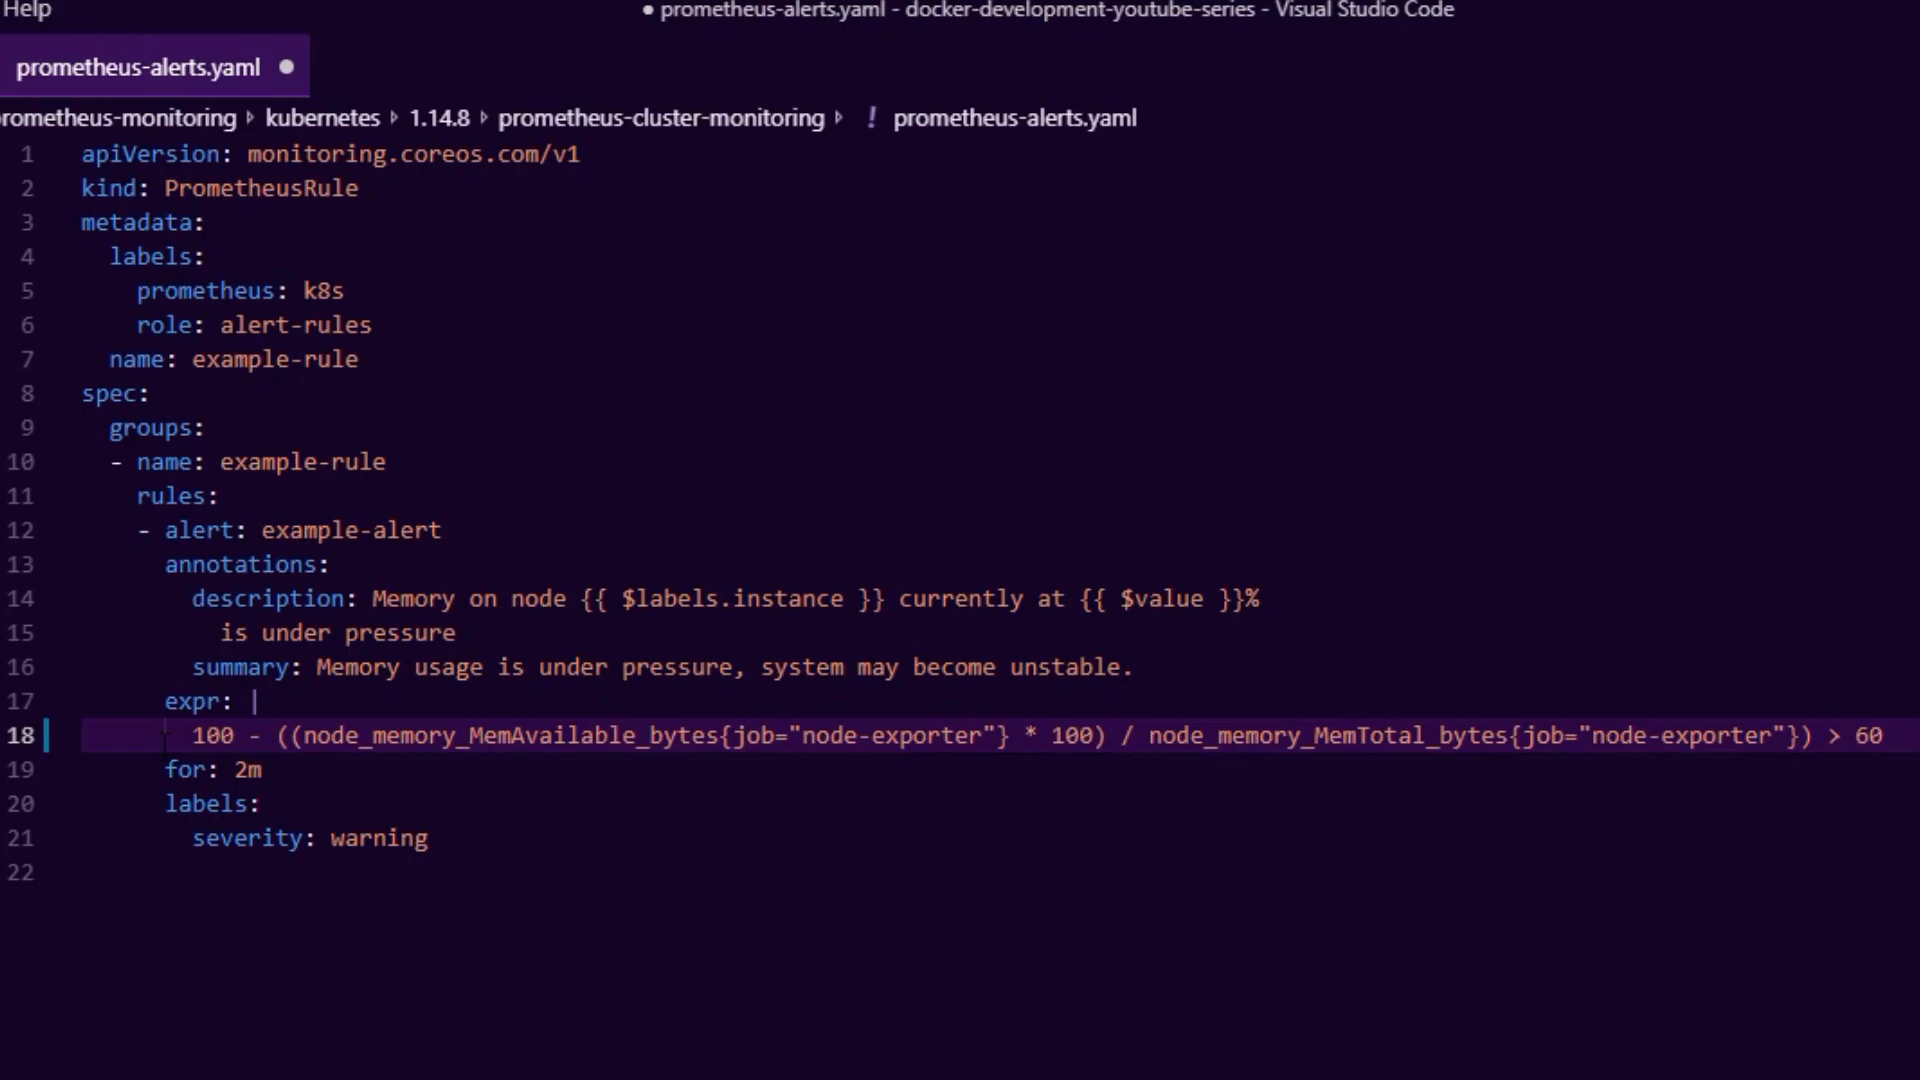 Help
● prometheus-alerts.yaml - docker-development-youtube-series - Visual Studio Code
prometheus-alerts.yaml ●
rometheus-monitoring › kubernetes › 1.14.8 › prometheus-cluster-monitoring › ! prometheus-alerts.yaml
1 apiVersion: monitoring.coreos.com/v1
2 kind: PrometheusRule
3 metadata:
4   labels:
5     prometheus: k8s
6     role: alert-rules
7   name: example-rule
8 spec:
9   groups:
10   - name: example-rule
11     rules:
12     - alert: example-alert
13       annotations:
14         description: Memory on node {{ $labels.instance }} currently at {{ $value }}%
15           is under pressure
16         summary: Memory usage is under pressure, system may become unstable.
17       expr: |
18         100 - ((node_memory_MemAvailable_bytes{job="node-exporter"} * 100) / node_memory_MemTotal_bytes{job="node-exporter"}) > 60
19       for: 2m
20       labels:
21         severity: warning
22